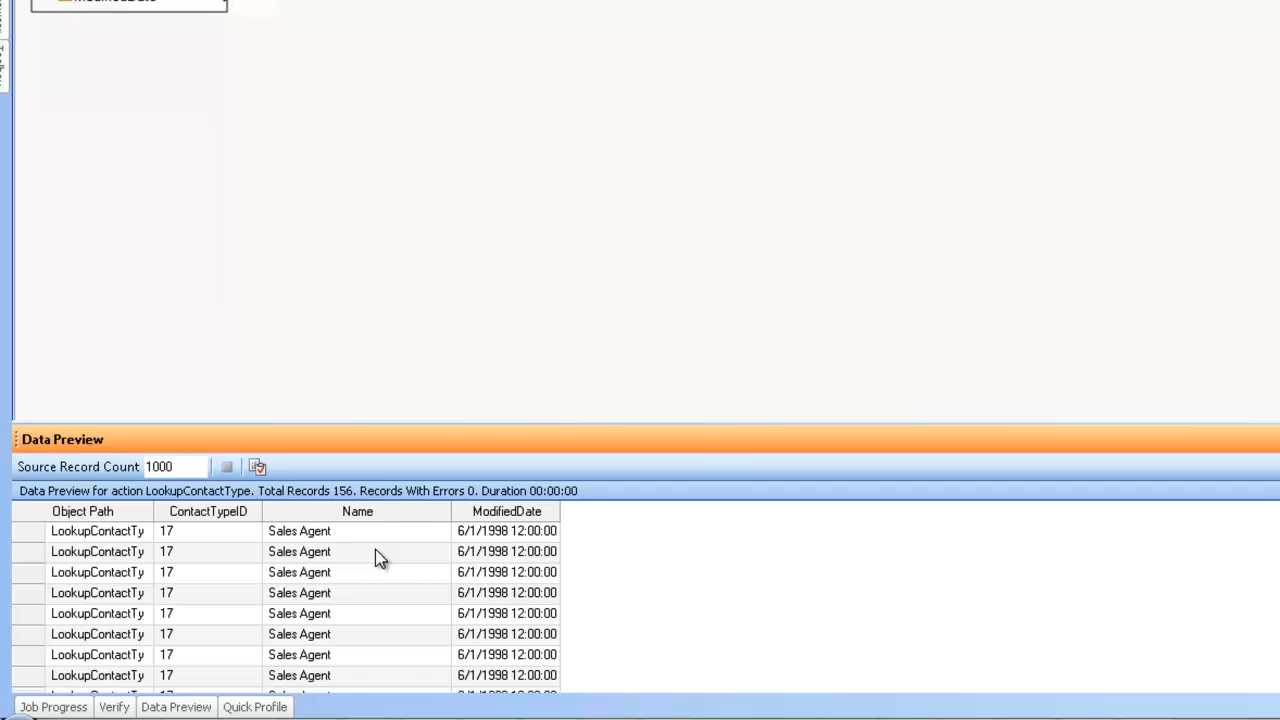 ModifiedDate
Data Preview
Source Record Count 1000
Data Preview for action LookupContactType. Total Records 156. Records With Errors 0. Duration 00:00:00
Object Path ContactTypeID Name ModifiedDate
LookupContactTy 17 Sales Agent 6/1/1998 12:00:00
LookupContactTy 17 Sales Agent 6/1/1998 12:00:00
LookupContactTy 17 Sales Agent 6/1/1998 12:00:00
LookupContactTy 17 Sales Agent 6/1/1998 12:00:00
LookupContactTy 17 Sales Agent 6/1/1998 12:00:00
LookupContactTy 17 Sales Agent 6/1/1998 12:00:00
LookupContactTy 17 Sales Agent 6/1/1998 12:00:00
LookupContactTy 17 Sales Agent 6/1/1998 12:00:00
Job Progress Verify Data Preview Quick Profile